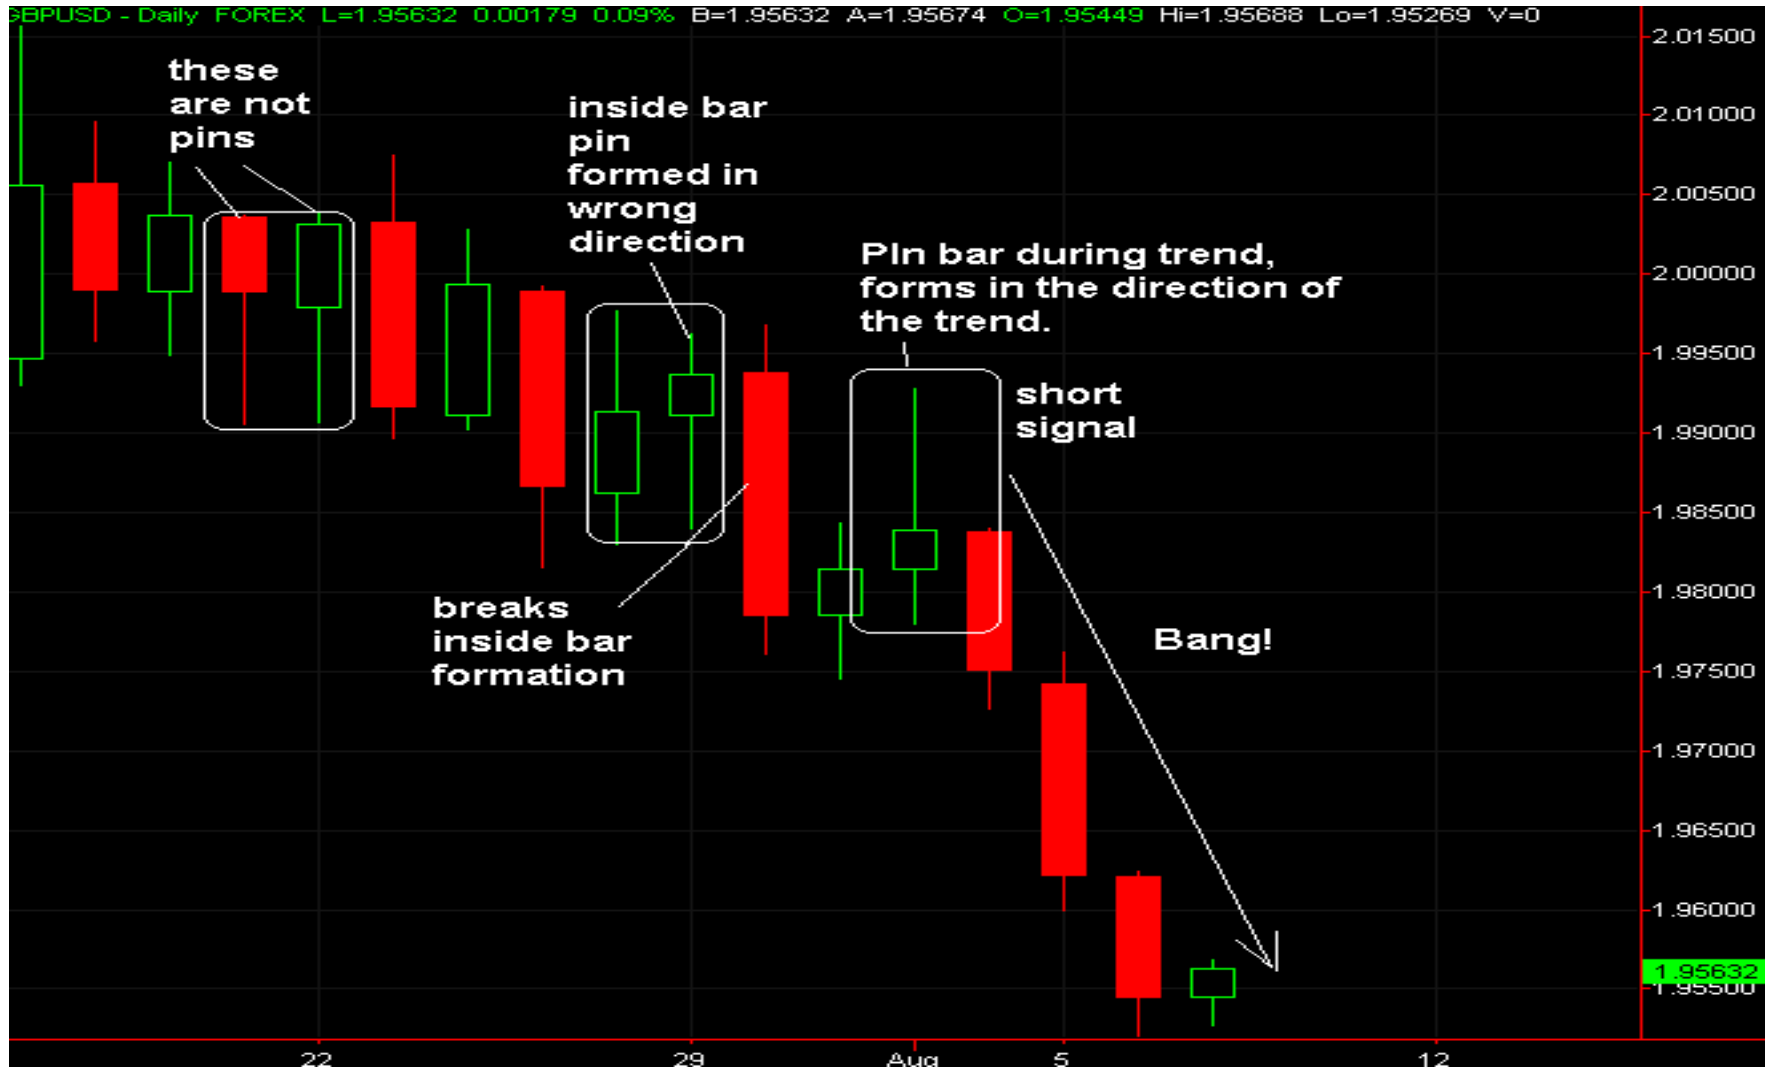 GBPUSD - Daily FOREX L=1.95632 0.00179 0.09% B=1.95632 A=1.95674 O=1.95449 Hi=1.95688 Lo=1.95269 V=0
these
are not
pins
inside bar
pin
formed in
wrong
direction
PIn bar during trend,
forms in the direction of
the trend.
short
signal
breaks
inside bar
formation
Bang!
2.01500
2.01000
2.00500
2.00000
1.99500
1.99000
1.98500
1.98000
1.97500
1.97000
1.96500
1.96000
1.95632
1.95500
22
29
Aug
5
12